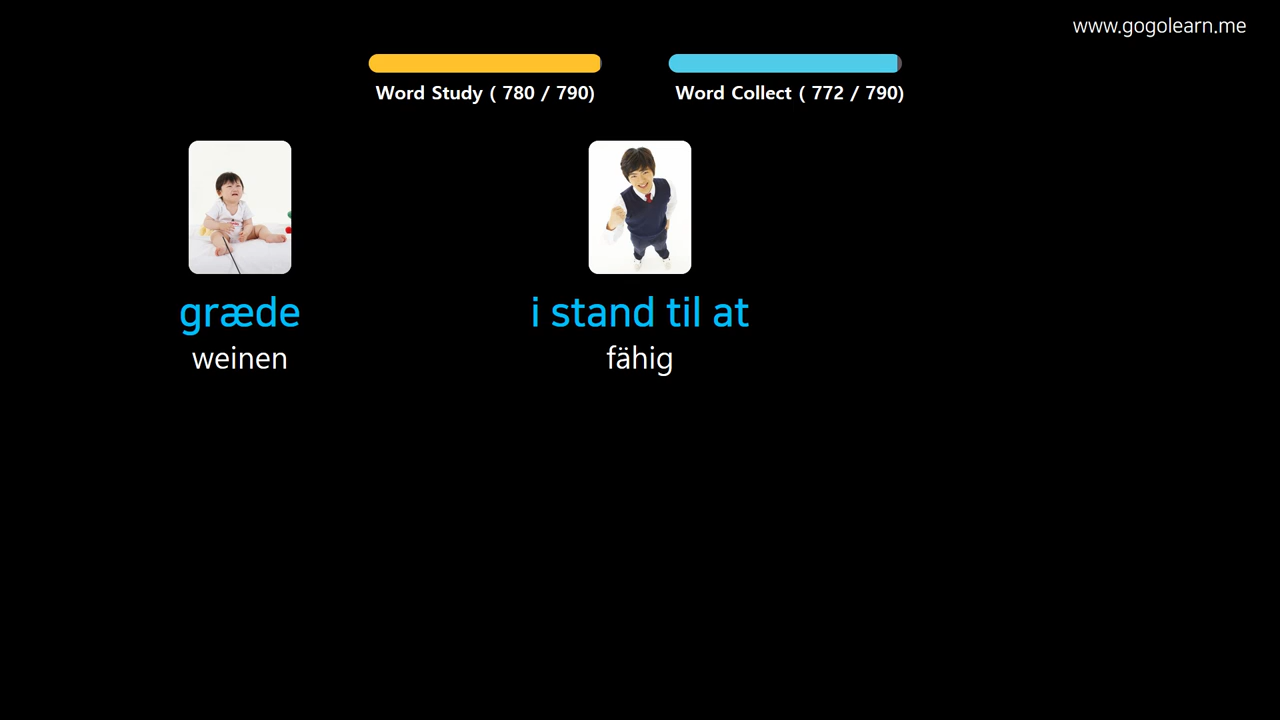 www.gogolearn.me
Word Study ( 780 / 790)
Word Collect ( 772 / 790)
græde
weinen
i stand til at
fähig